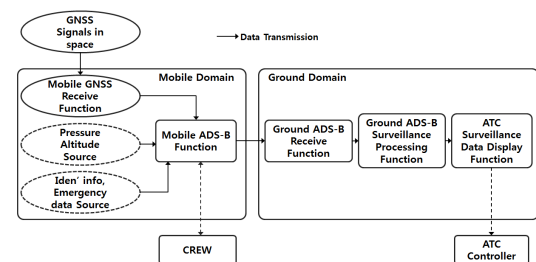 GNSS
Signals in
space
Data Transmission
Mobile Domain
Ground Domain
Mobile GNSS
Receive
Function
Pressure
Altitude
Source
Iden' info,
Emergency
data Source
Mobile ADS-B
Function
Ground ADS-B
Receive
Function
Ground ADS-B
Surveillance
Processing
Function
ATC
Surveillance
Data Display
Function
CREW
ATC
Controller